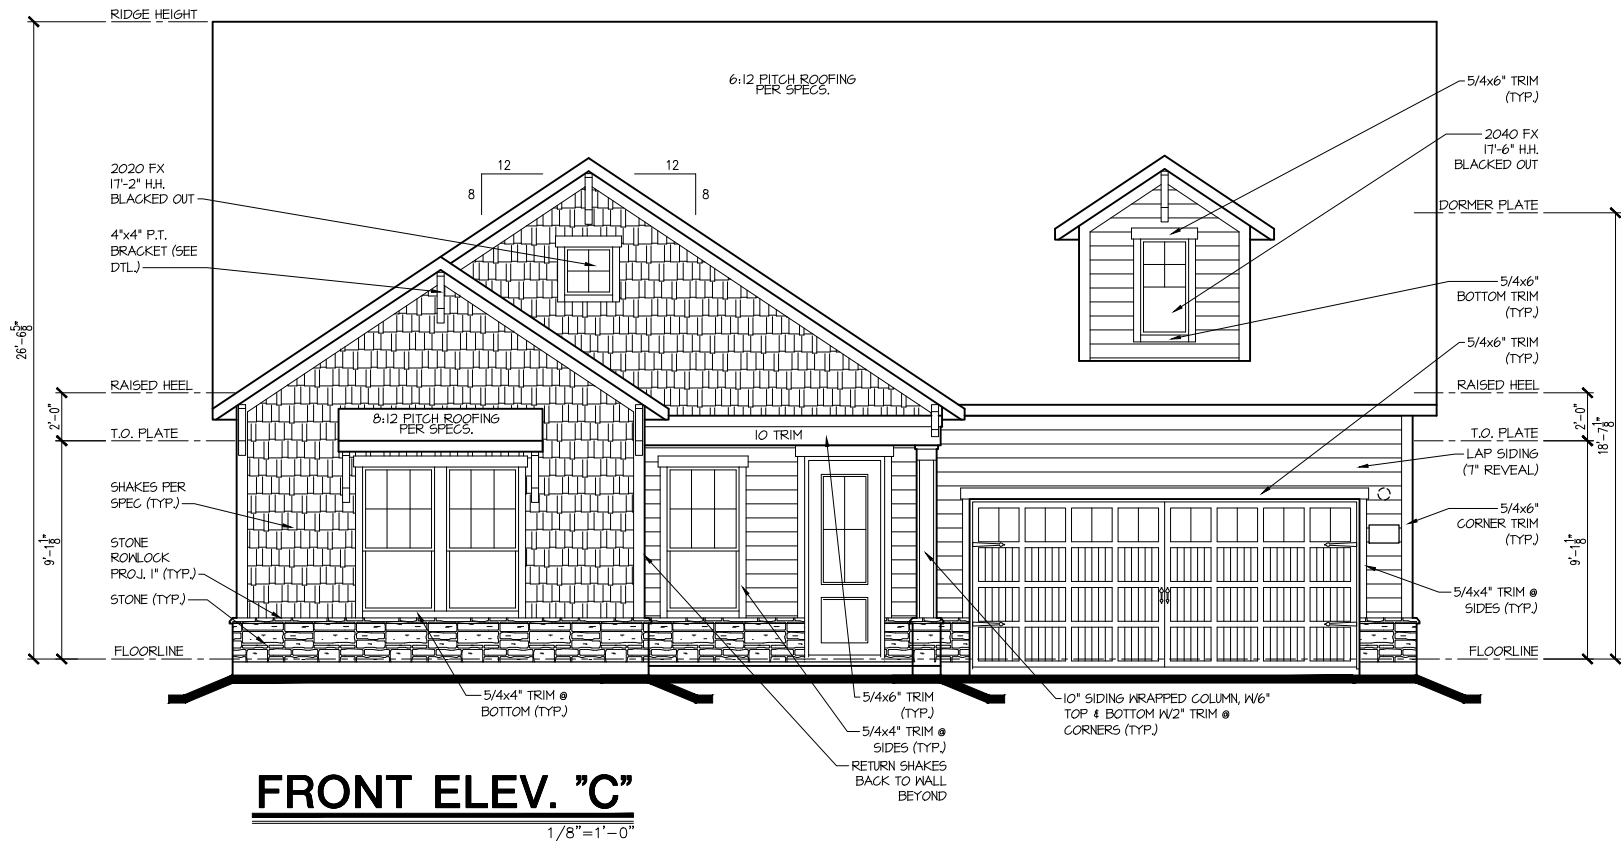 RIDGE HEIGHT
6:12 PITCH ROOFING
PER SPECS.
5/4x6" TRIM
(TYP.)
2040 FX
17'-6" H.H.
BLACKED OUT
2020 FX
17'-2" H.H.
BLACKED OUT
12
12
8
8
DORMER PLATE
4"x4" P.T.
BRACKET (SEE
DTL.)
5/4x6"
BOTTOM TRIM
(TYP.)
26'-6 5/8"
5/4x6" TRIM
(TYP.)
RAISED HEEL
RAISED HEEL
2'-0"
2'-0"
18'-7 1/8"
8:12 PITCH ROOFING
PER SPECS.
T.O. PLATE
10 TRIM
T.O. PLATE
LAP SIDING
(7" REVEAL)
SHAKES PER
SPEC (TYP.)
5/4x6"
CORNER TRIM
(TYP.)
STONE
ROWLOCK
PROJ. 1" (TYP.)
9'-1 1/8"
9'-1 1/8"
STONE (TYP.)
5/4x4" TRIM @
SIDES (TYP.)
FLOORLINE
FLOORLINE
5/4x4" TRIM @
BOTTOM (TYP.)
5/4x6" TRIM
(TYP.)
10" SIDING WRAPPED COLUMN, W/6"
TOP & BOTTOM W/2" TRIM @
CORNERS (TYP.)
5/4x4" TRIM @
SIDES (TYP.)
RETURN SHAKES
BACK TO WALL
BEYOND
FRONT ELEV. "C"
1/8"=1'-0"